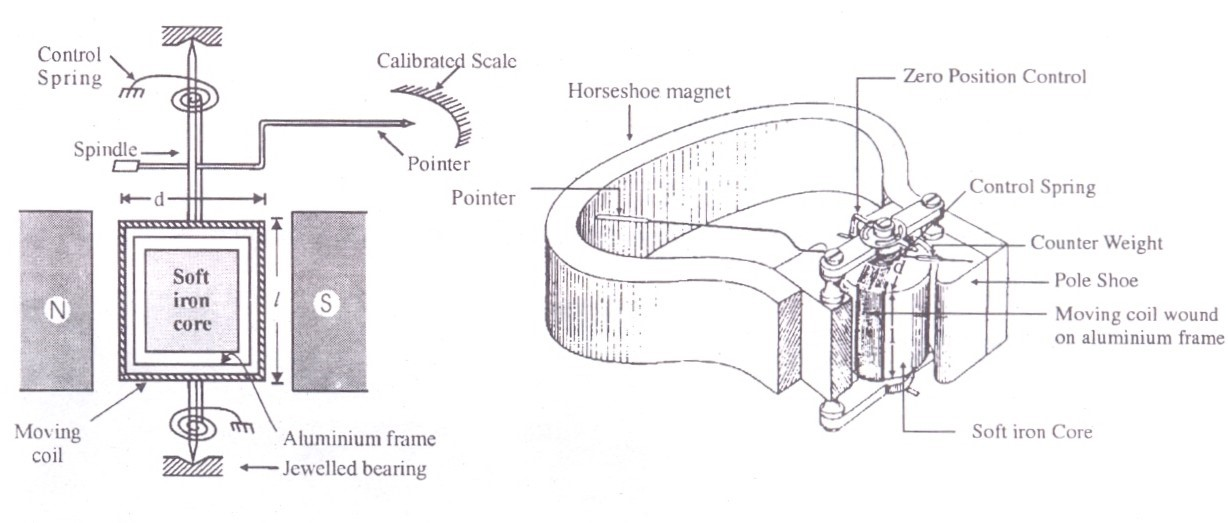 Control
Spring
Calibrated Scale
Spindle
Pointer
d
N
Soft
iron
core
l
S
Moving
coil
Aluminium frame
Jewelled bearing
Horseshoe magnet
Zero Position Control
Pointer
Control Spring
Counter Weight
d
Pole Shoe
Moving coil wound
on aluminium frame
Soft iron Core